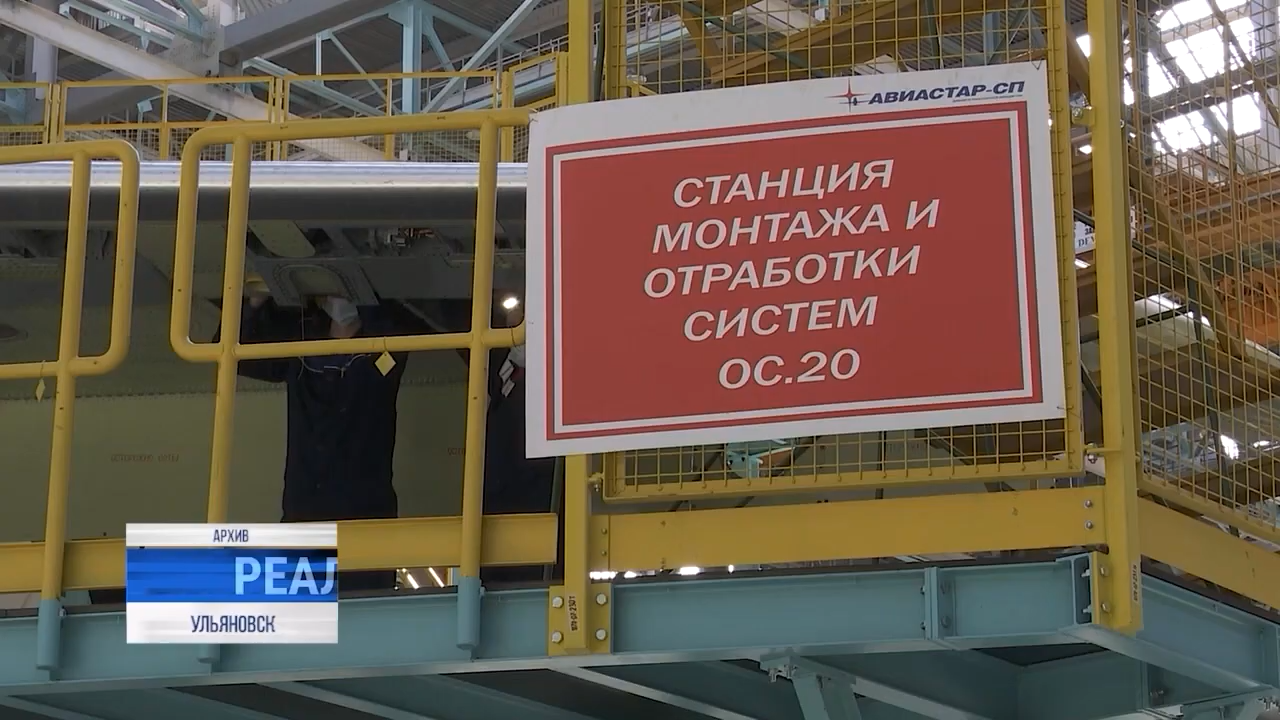 АВИАСТАР-СП
СТАНЦИЯ
МОНТАЖА И
ОТРАБОТКИ
СИСТЕМ
ОС.20
АРХИВ
РЕАЛ
УЛЬЯНОВСК